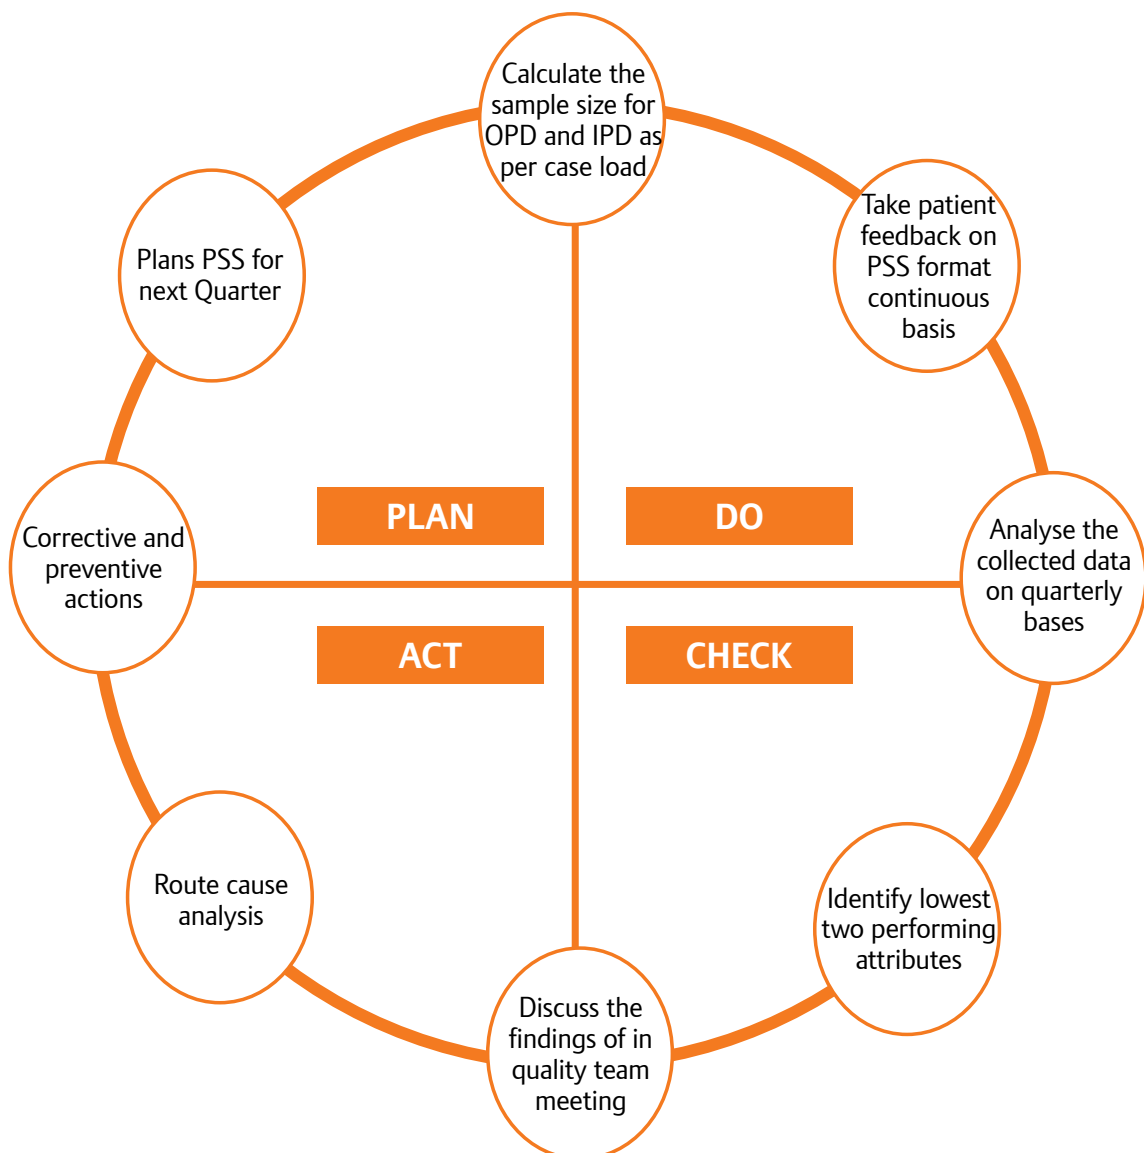 Calculate the
sample size for
OPD and IPD as
per case load
Take patient
feedback on
PSS format
continuous
basis
Analyse the
collected data
on quarterly
bases
Identify lowest
two performing
attributes
Discuss the
findings of in
quality team
meeting
Route cause
analysis
Corrective and
preventive
actions
Plans PSS for
next Quarter
PLAN
DO
ACT
CHECK